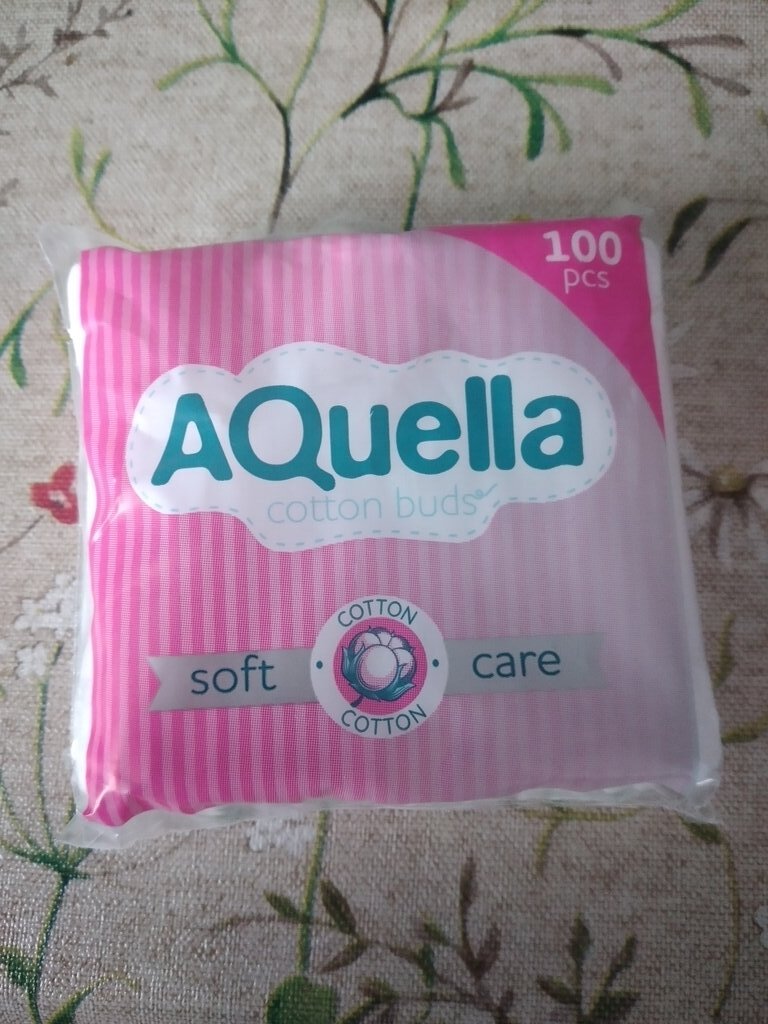 100
pcs
AQuella
cotton buds
COTTON
soft care
COTTON